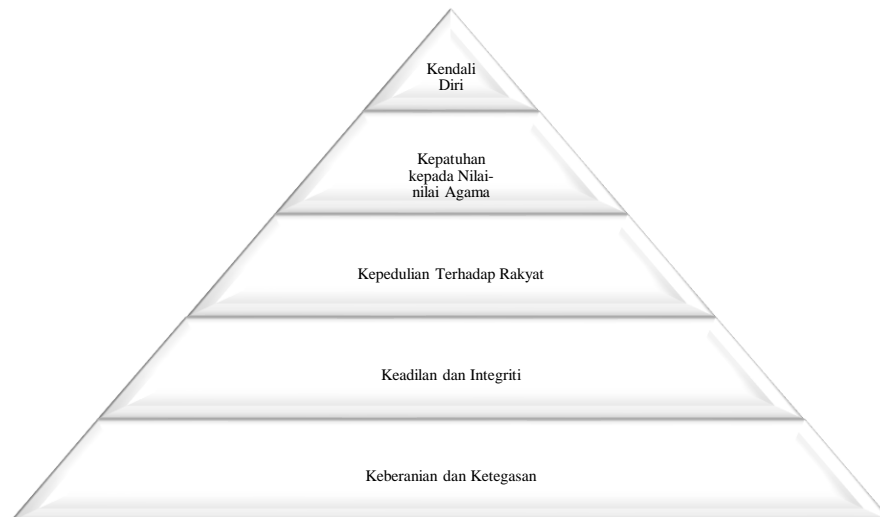 Kendali
Diri
Kepatuhan
kepada Nilai-
nilai Agama
Kepedulian Terhadap Rakyat
Keadilan dan Integriti
Keberanian dan Ketegasan